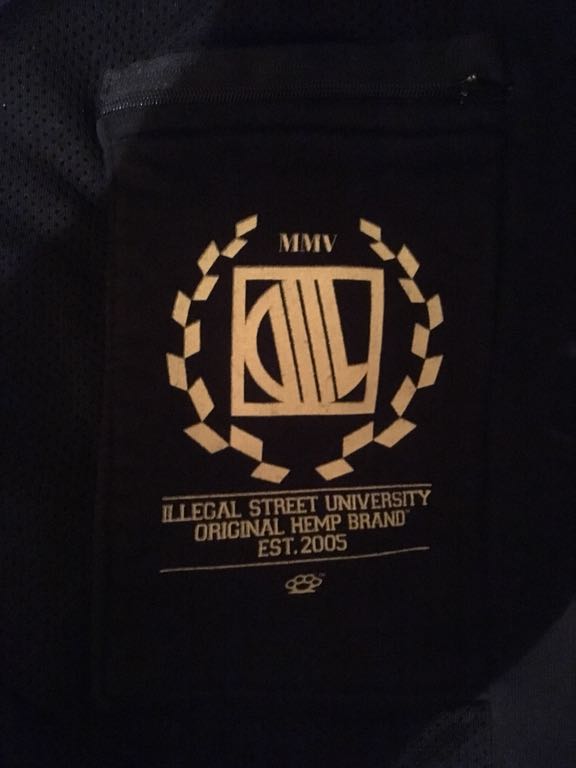 MMV
ILLEGAL STREET UNIVERSITY
ORIGINAL HEMP BRAND™
EST. 2005